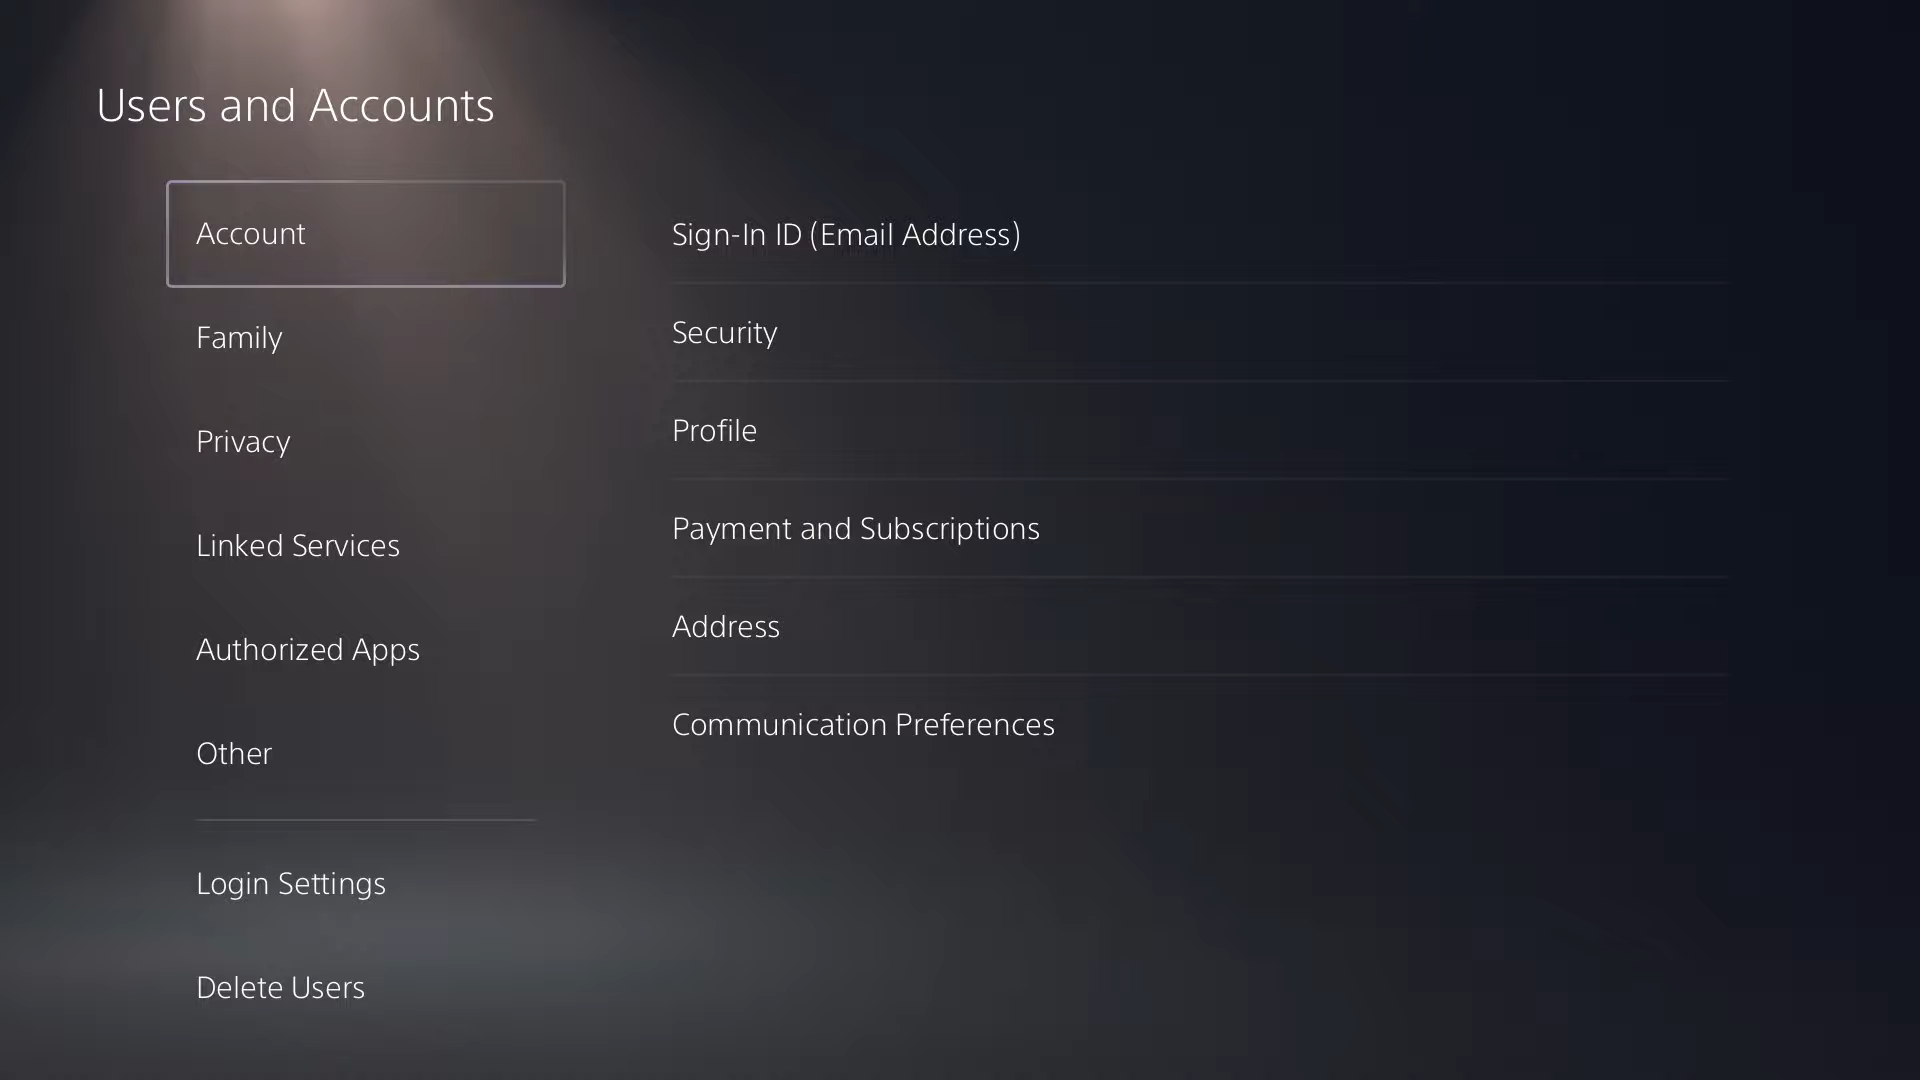 Users and Accounts
Account
Family
Privacy
Linked Services
Authorized Apps
Other
Login Settings
Delete Users
Sign-In ID (Email Address)
Security
Profile
Payment and Subscriptions
Address
Communication Preferences